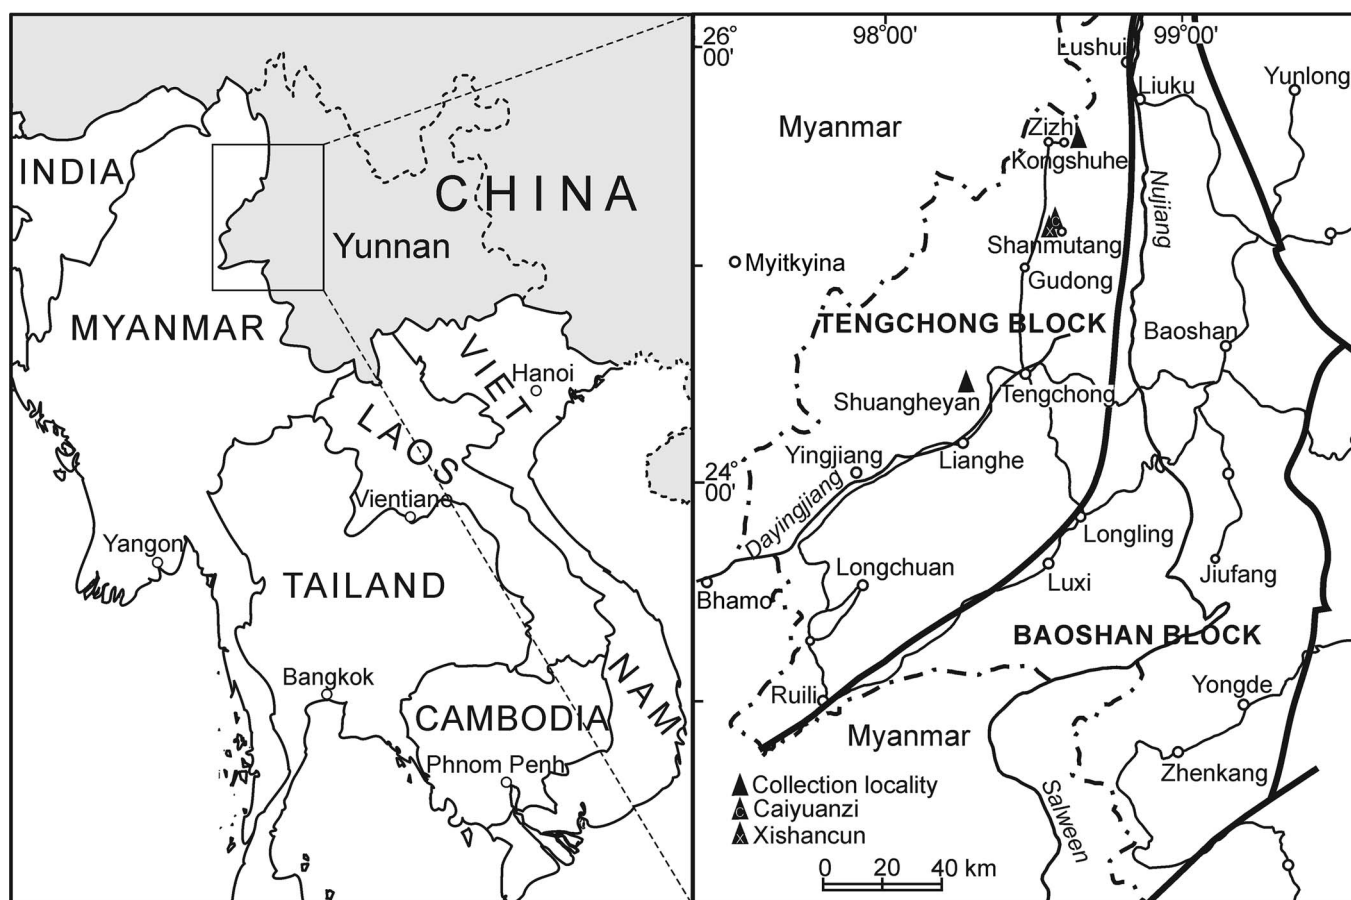 INDIA
CHINA
Yunnan
MYANMAR
VIET
NAM
Hanoi
LAOS
Vientiane
Yangon
TAILAND
Bangkok
CAMBODIA
Phnom Penh
26°
00'
98°00'
99°00'
Lushui
Liuku
Yunlong
Myanmar
Zizhi
Kongshuhe
Nujiang
C
X
Shanmutang
Myitkyina
Gudong
TENGCHONG BLOCK
Baoshan
Shuangheyan
Tengchong
Yingjiang
Lianghe
24°
00'
Dayingjiang
Longling
Longchuan
Luxi
Jiufang
Bhamo
BAOSHAN BLOCK
Ruili
Yongde
Myanmar
Zhenkang
Salween
Collection locality
C Caiyuanzi
X Xishancun
0 20 40 km